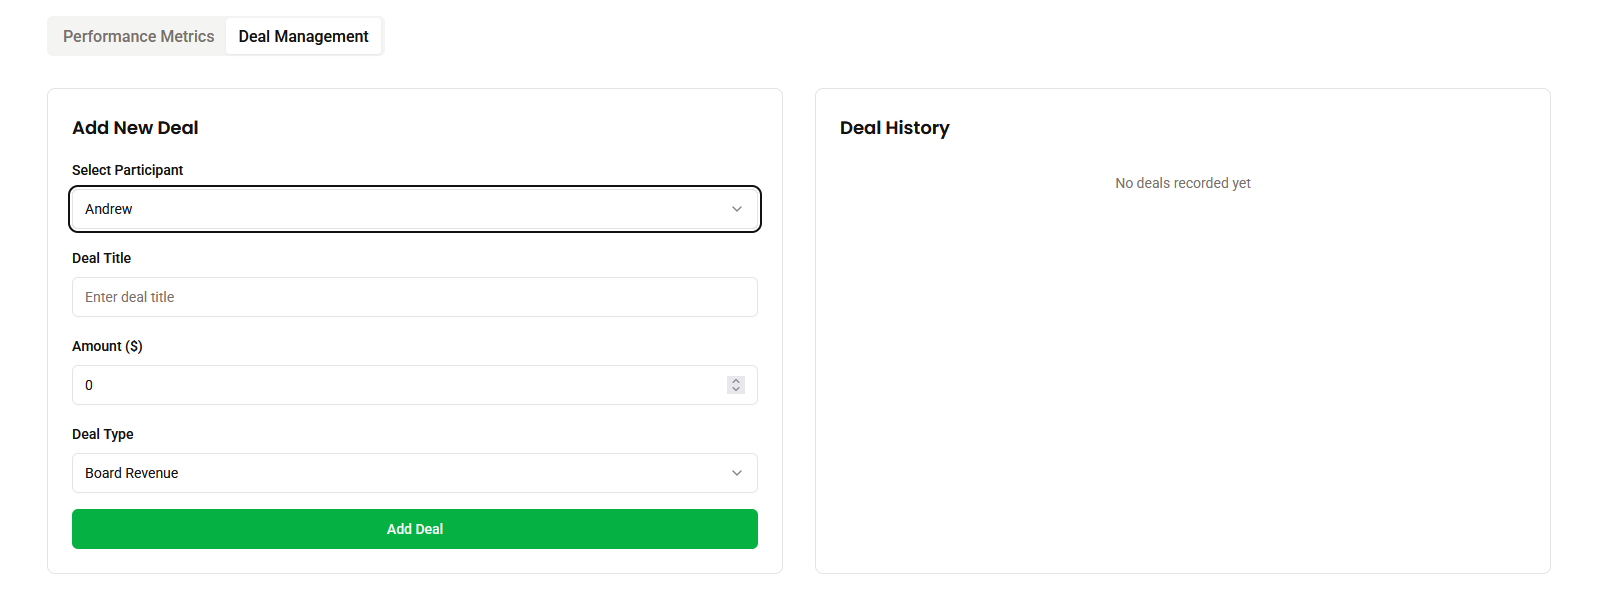 Performance Metrics
Deal Management
Add New Deal
Select Participant
Andrew
Deal Title
Enter deal title
Amount ($)
0
Deal Type
Board Revenue
Add Deal
Deal History
No deals recorded yet